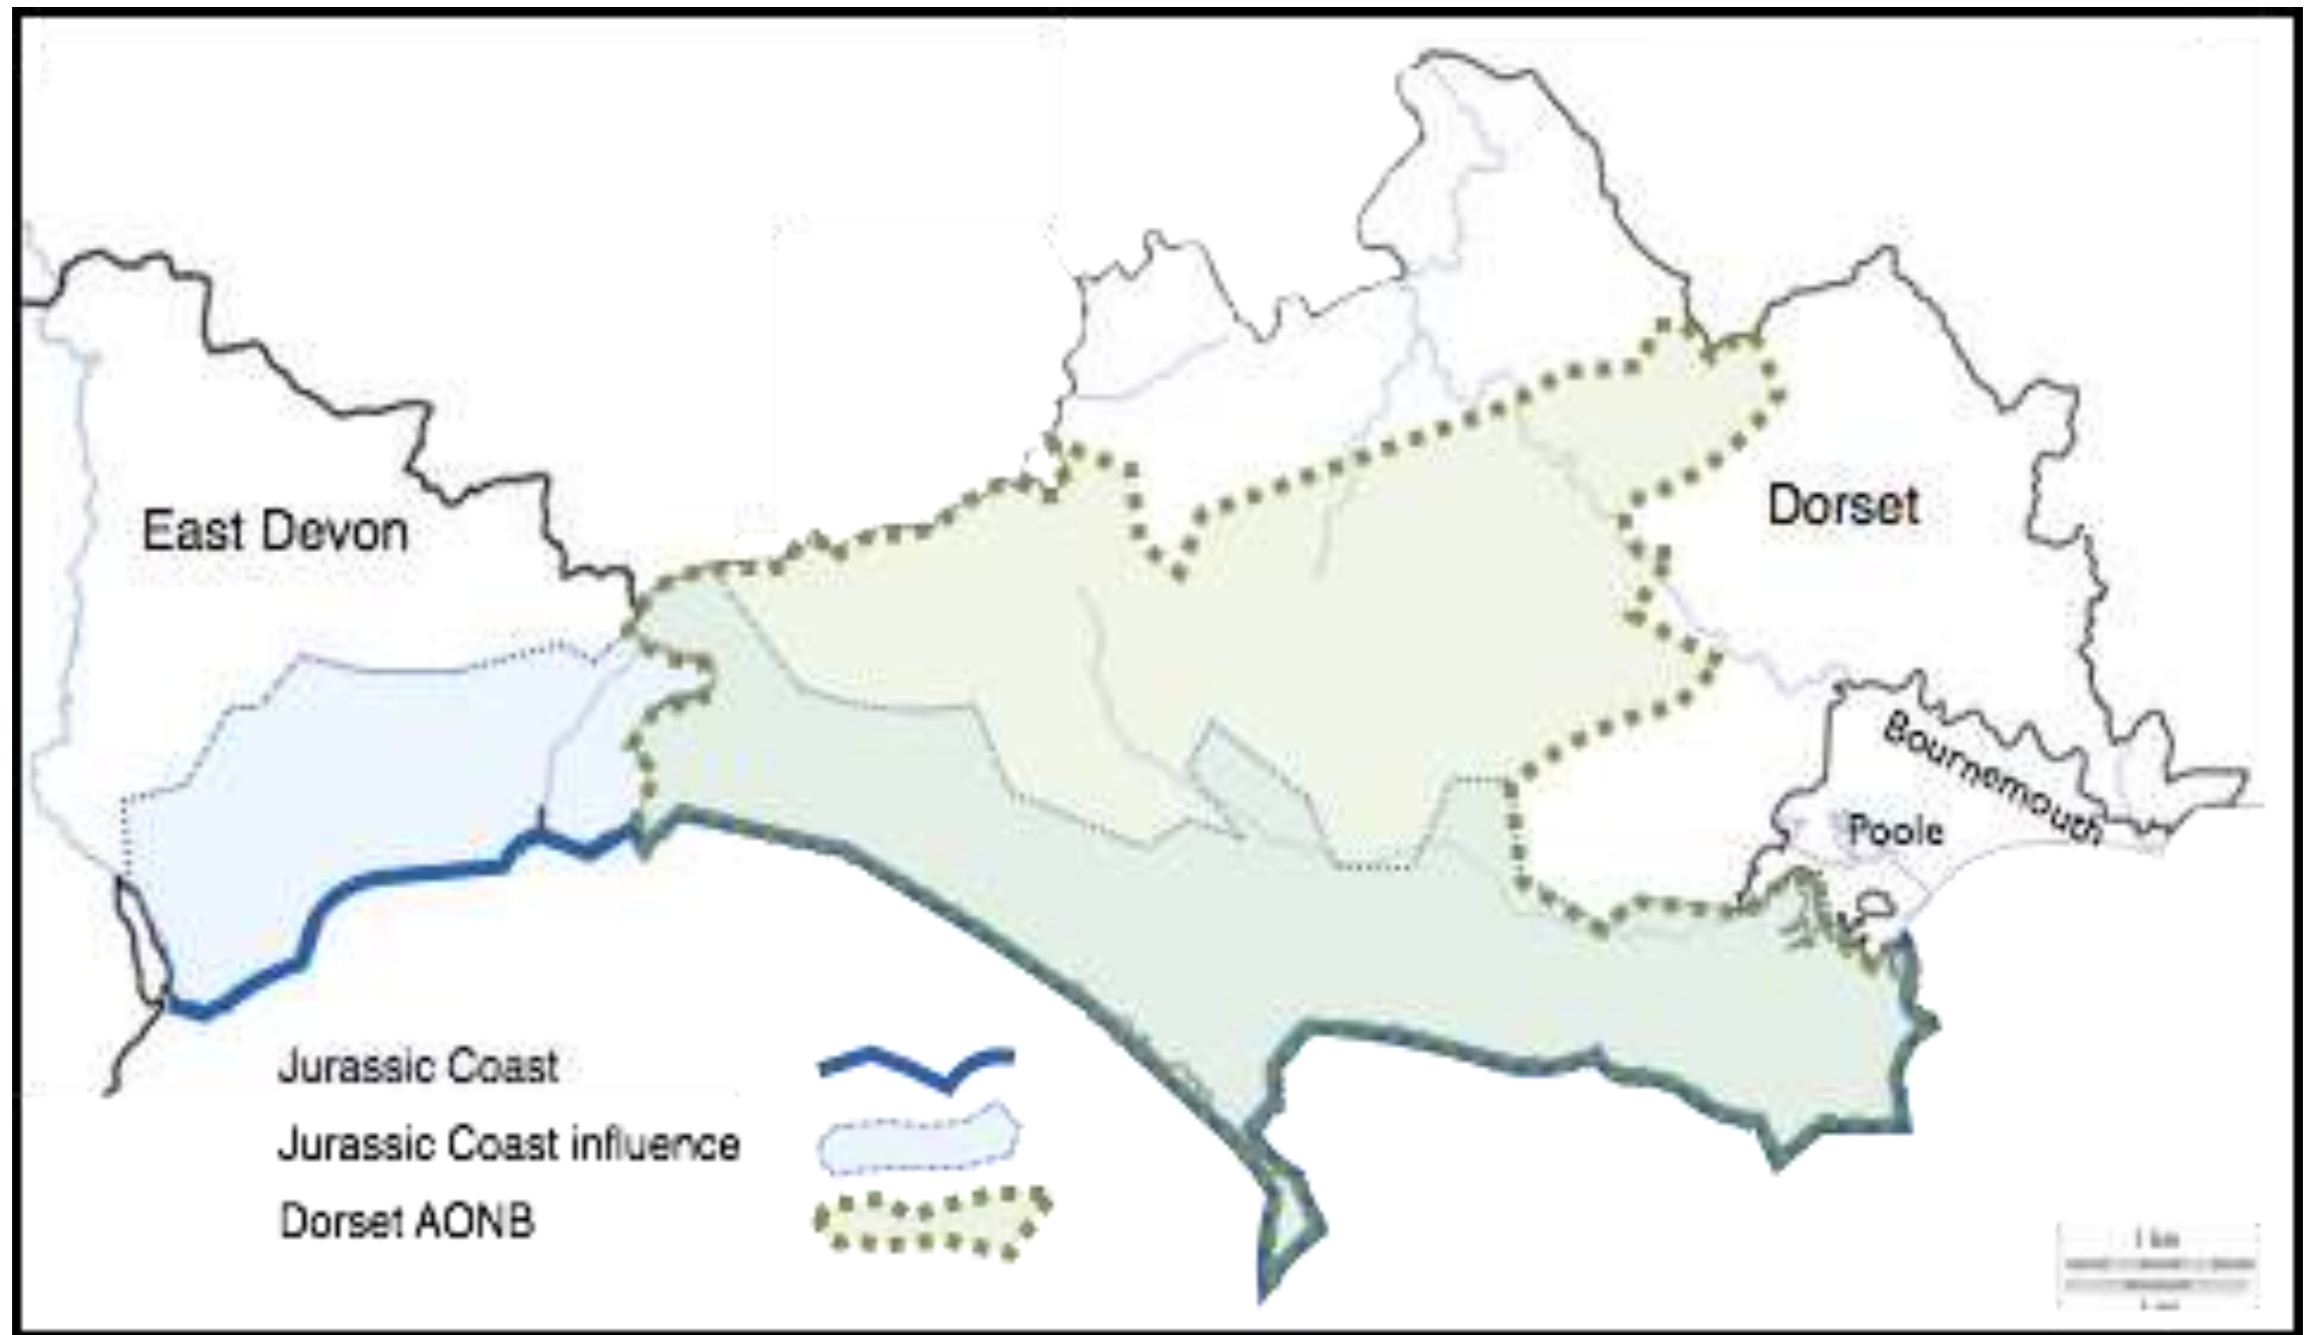 East Devon
Dorset
Bournemouth
Poole
Jurassic Coast
Jurassic Coast influence
Dorset AONB